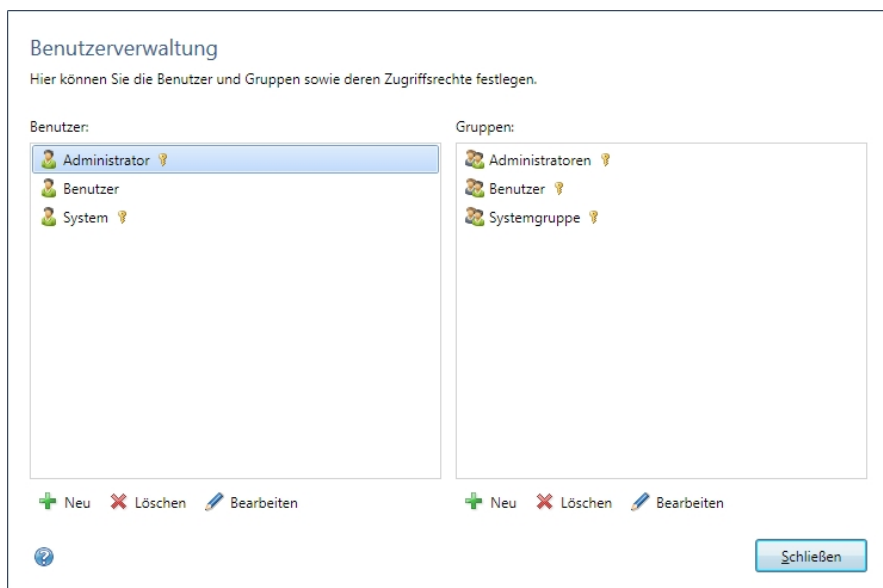 Benutzerverwaltung
Hier können Sie die Benutzer und Gruppen sowie deren Zugriffsrechte festlegen.
Benutzer:
Administrator
Benutzer
System
Neu Löschen Bearbeiten
Gruppen:
Administratoren
Benutzer
Systemgruppe
Neu Löschen Bearbeiten
?
Schließen